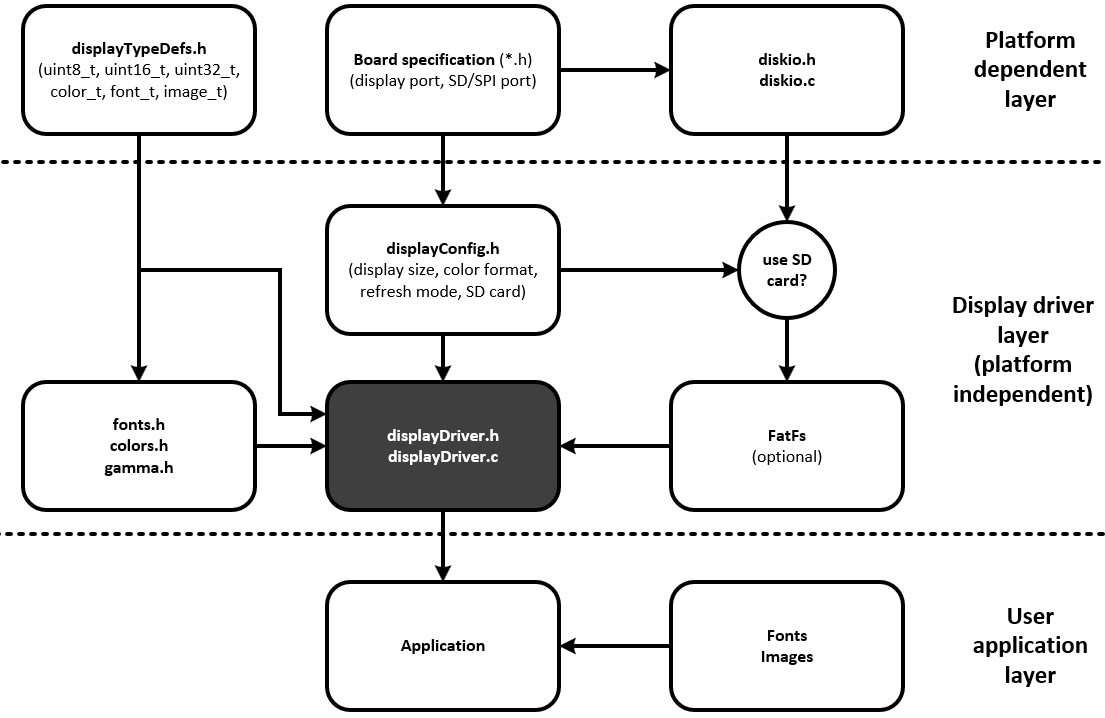 displayTypeDefs.h
(uint8_t, uint16_t, uint32_t,
color_t, font_t, image_t)
Board specification (*.h)
(display port, SD/SPI port)
diskio.h
diskio.c
Platform
dependent
layer
displayConfig.h
(display size, color format,
refresh mode, SD card)
use SD
card?
Display driver
layer
(platform
independent)
fonts.h
colors.h
gamma.h
displayDriver.h
displayDriver.c
FatFs
(optional)
Application
Fonts
Images
User
application
layer